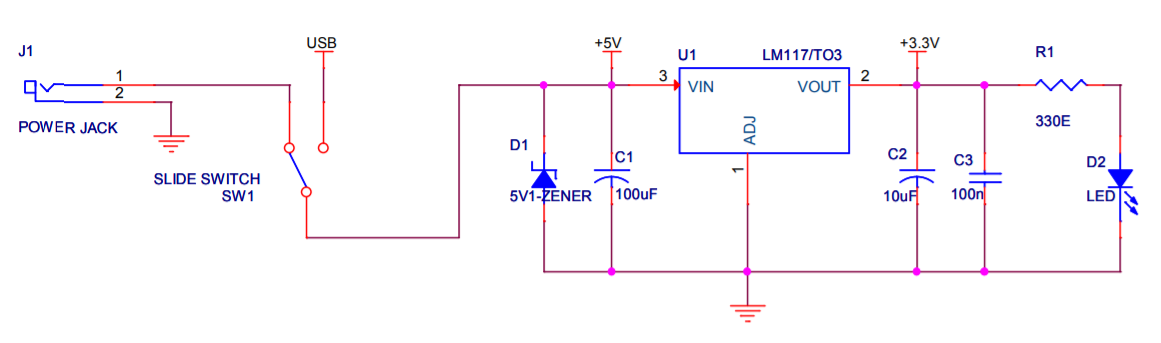 J1
1
2
POWER JACK
USB
SLIDE SWITCH
SW1
+5V
D1
5V1-ZENER
C1
100uF
U1
LM117/TO3
3
VIN
VOUT
2
ADJ
1
+3.3V
C2
10uF
C3
100n
R1
330E
D2
LED